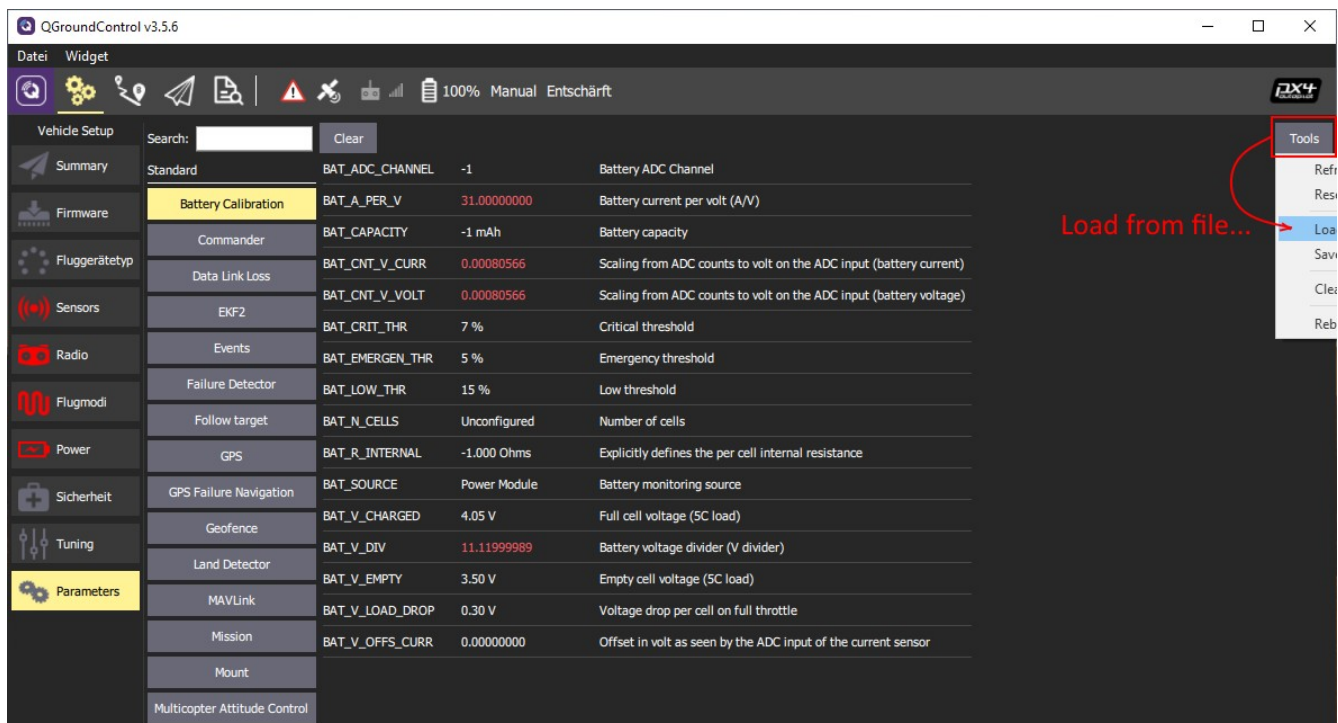 QGroundControl v3.5.6
Datei Widget
100% Manual Entschärft
px4
autopilot
Vehicle Setup
Search:
Clear
Tools
Summary
Standard
BAT_ADC_CHANNEL -1 Battery ADC Channel
Refr
Battery Calibration
BAT_A_PER_V 31.00000000 Battery current per volt (A/V)
Rese
Firmware
Commander
BAT_CAPACITY -1 mAh Battery capacity
Load from file...
Loa
Fluggerätetyp
Data Link Loss
BAT_CNT_V_CURR 0.00080566 Scaling from ADC counts to volt on the ADC input (battery current)
Save
Sensors
EKF2
BAT_CNT_V_VOLT 0.00080566 Scaling from ADC counts to volt on the ADC input (battery voltage)
Clea
Radio
Events
BAT_CRIT_THR 7 % Critical threshold
Reb
Failure Detector
BAT_EMERGEN_THR 5 % Emergency threshold
Flugmodi
Follow target
BAT_LOW_THR 15 % Low threshold
BAT_N_CELLS Unconfigured Number of cells
Power
GPS
BAT_R_INTERNAL -1.000 Ohms Explicitly defines the per cell internal resistance
Sicherheit
GPS Failure Navigation
BAT_SOURCE Power Module Battery monitoring source
Geofence
BAT_V_CHARGED 4.05 V Full cell voltage (5C load)
Tuning
Land Detector
BAT_V_DIV 11.11999989 Battery voltage divider (V divider)
Parameters
MAVLink
BAT_V_EMPTY 3.50 V Empty cell voltage (5C load)
BAT_V_LOAD_DROP 0.30 V Voltage drop per cell on full throttle
Mission
BAT_V_OFFS_CURR 0.00000000 Offset in volt as seen by the ADC input of the current sensor
Mount
Multicopter Attitude Control